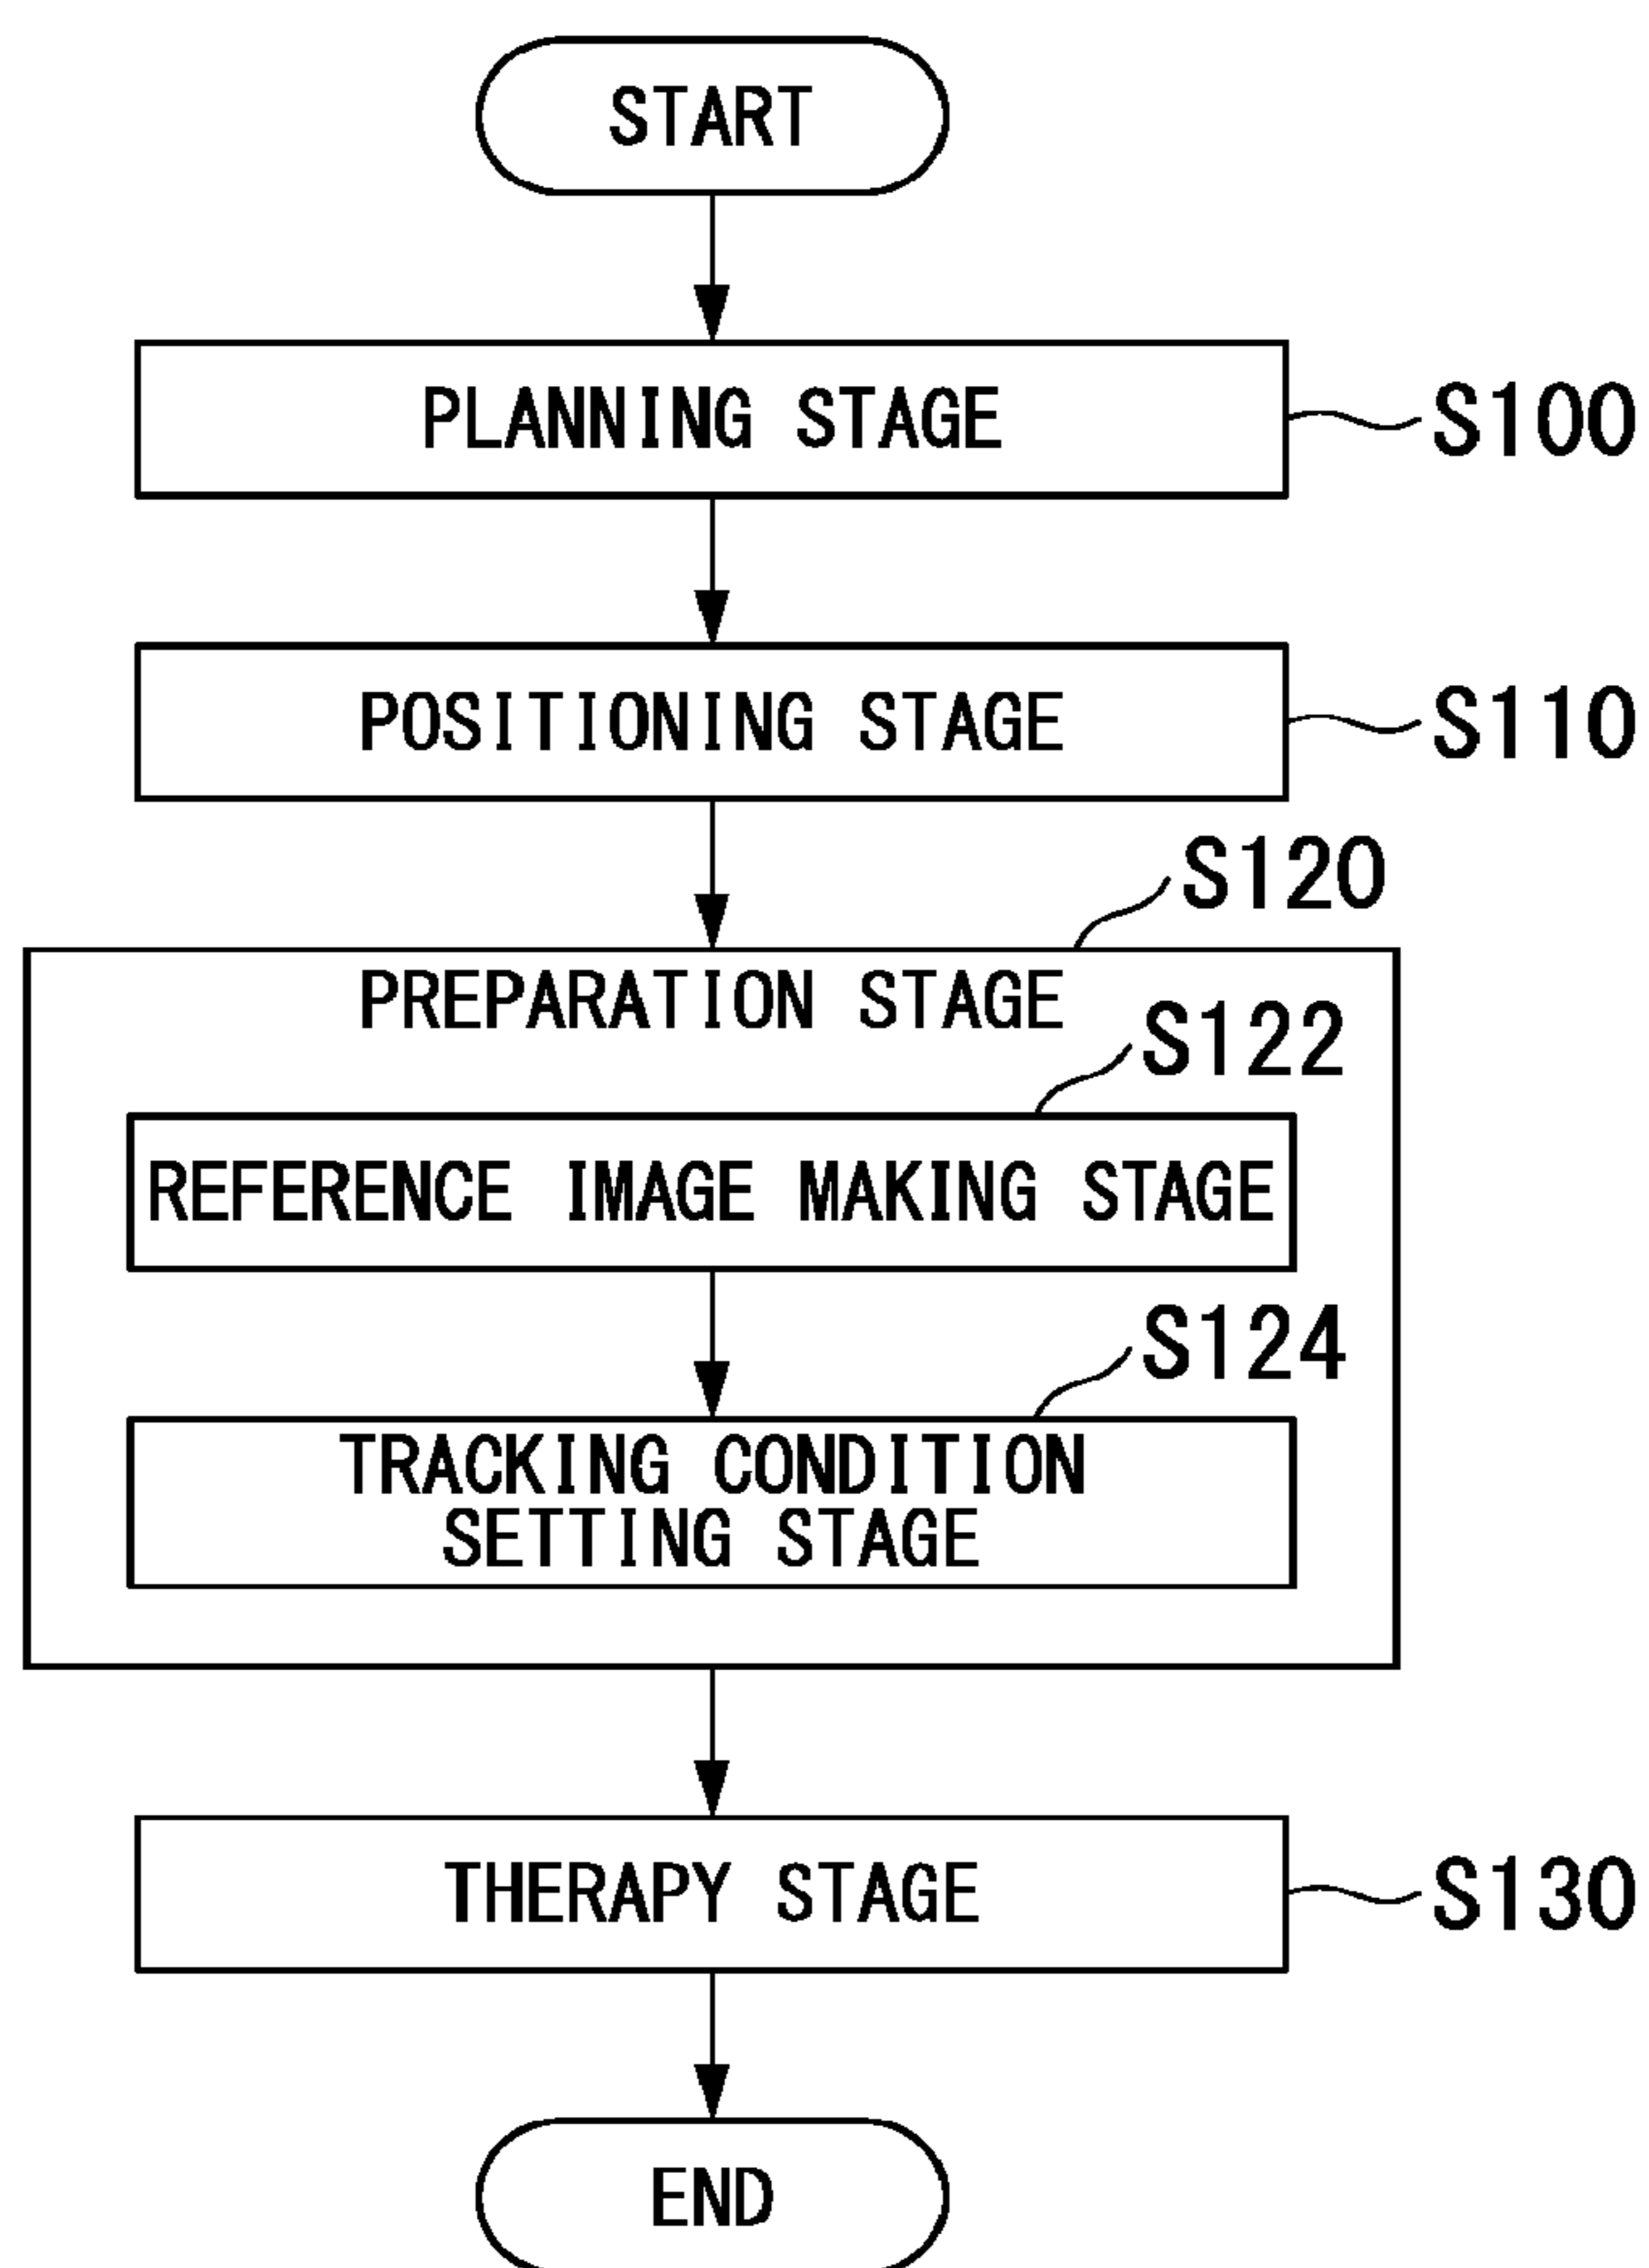 START
PLANNING STAGE
S100
POSITIONING STAGE
S110
S120
PREPARATION STAGE
S122
REFERENCE IMAGE MAKING STAGE
S124
TRACKING CONDITION
SETTING STAGE
THERAPY STAGE
S130
END